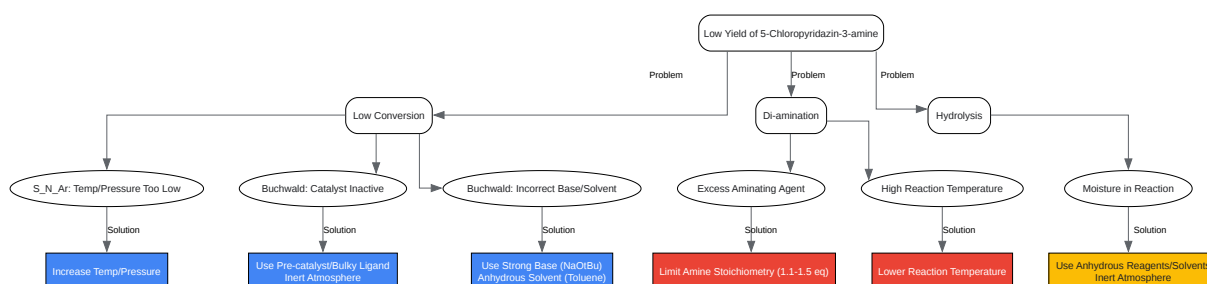 Low Yield of 5-Chloropyridazin-3-amine
Problem
Problem
Problem
Low Conversion
Di-amination
Hydrolysis
S_N_Ar: Temp/Pressure Too Low
Buchwald: Catalyst Inactive
Buchwald: Incorrect Base/Solvent
Excess Aminating Agent
High Reaction Temperature
Moisture in Reaction
Solution
Solution
Solution
Solution
Solution
Solution
Increase Temp/Pressure
Use Pre-catalyst/Bulky Ligand
Inert Atmosphere
Use Strong Base (NaOtBu)
Anhydrous Solvent (Toluene)
Limit Amine Stoichiometry (1.1-1.5 eq)
Lower Reaction Temperature
Use Anhydrous Reagents/Solvents
Inert Atmosphere